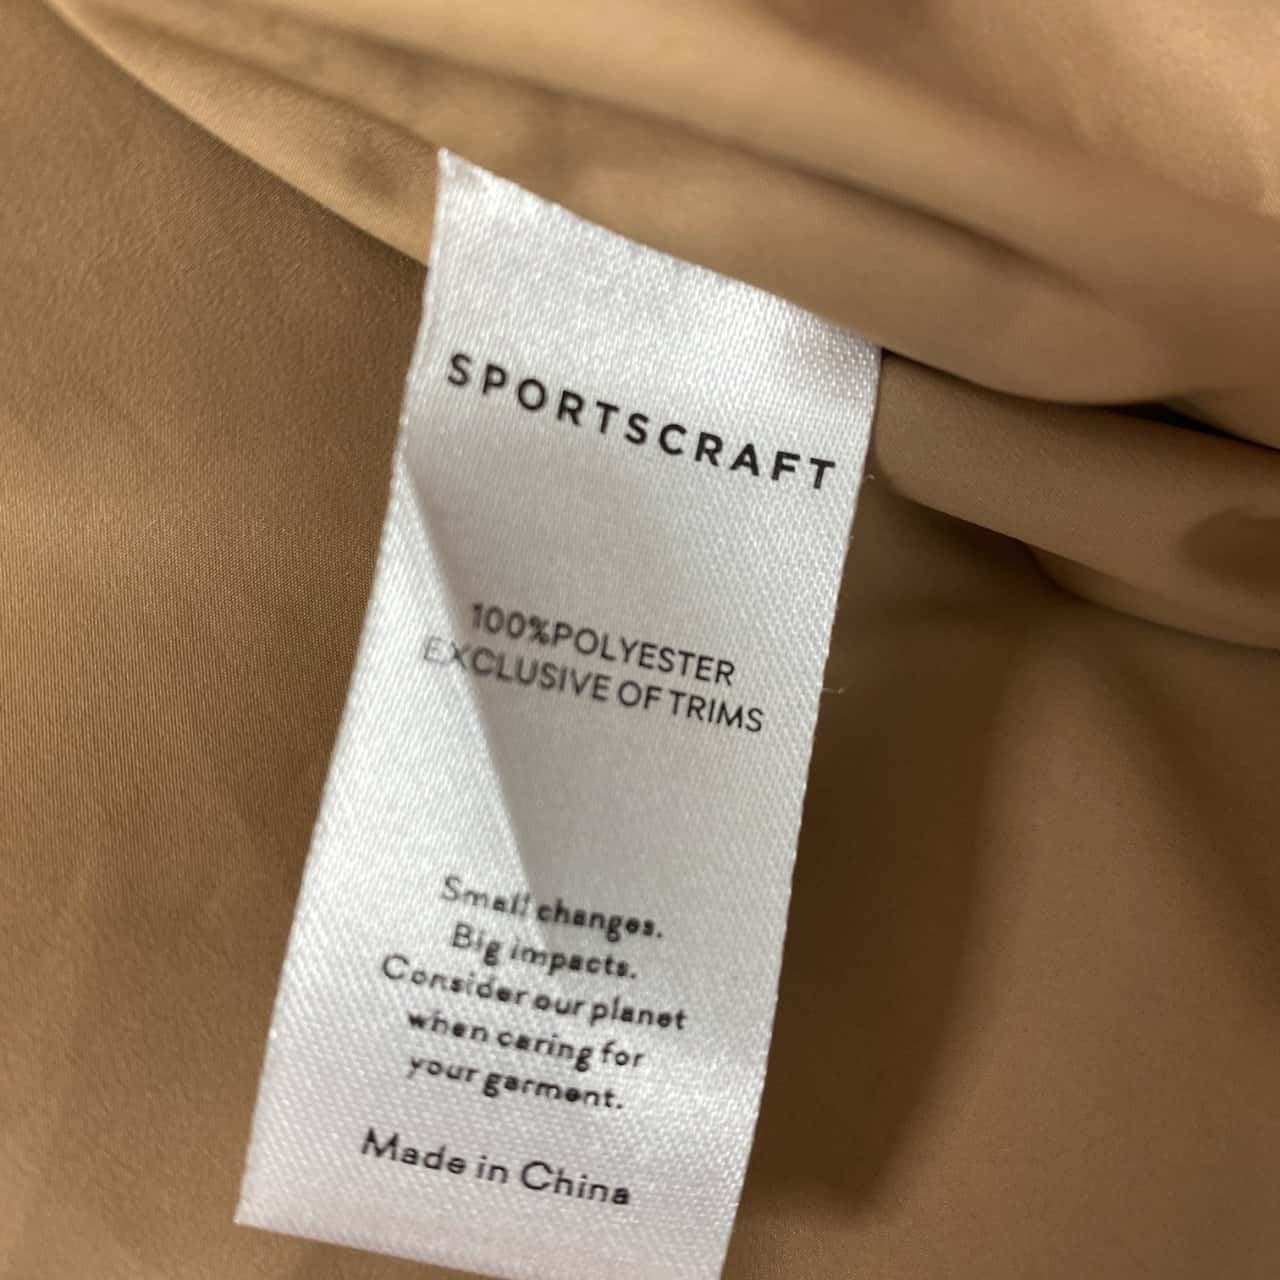 SPORTSCRAFT
100%POLYESTER
EXCLUSIVE OF TRIMS
Small changes.
Big impacts.
Consider our planet
when caring for
your garment.
Made in China